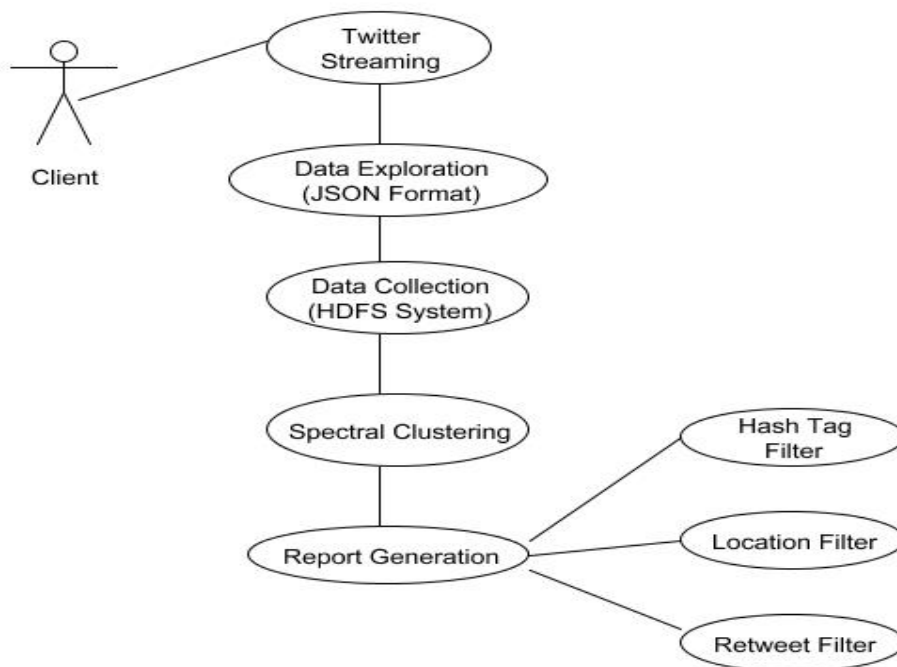 Twitter
Streaming
Client
Data Exploration
(JSON Format)
Data Collection
(HDFS System)
Spectral Clustering
Hash Tag
Filter
Report Generation
Location Filter
Retweet Filter